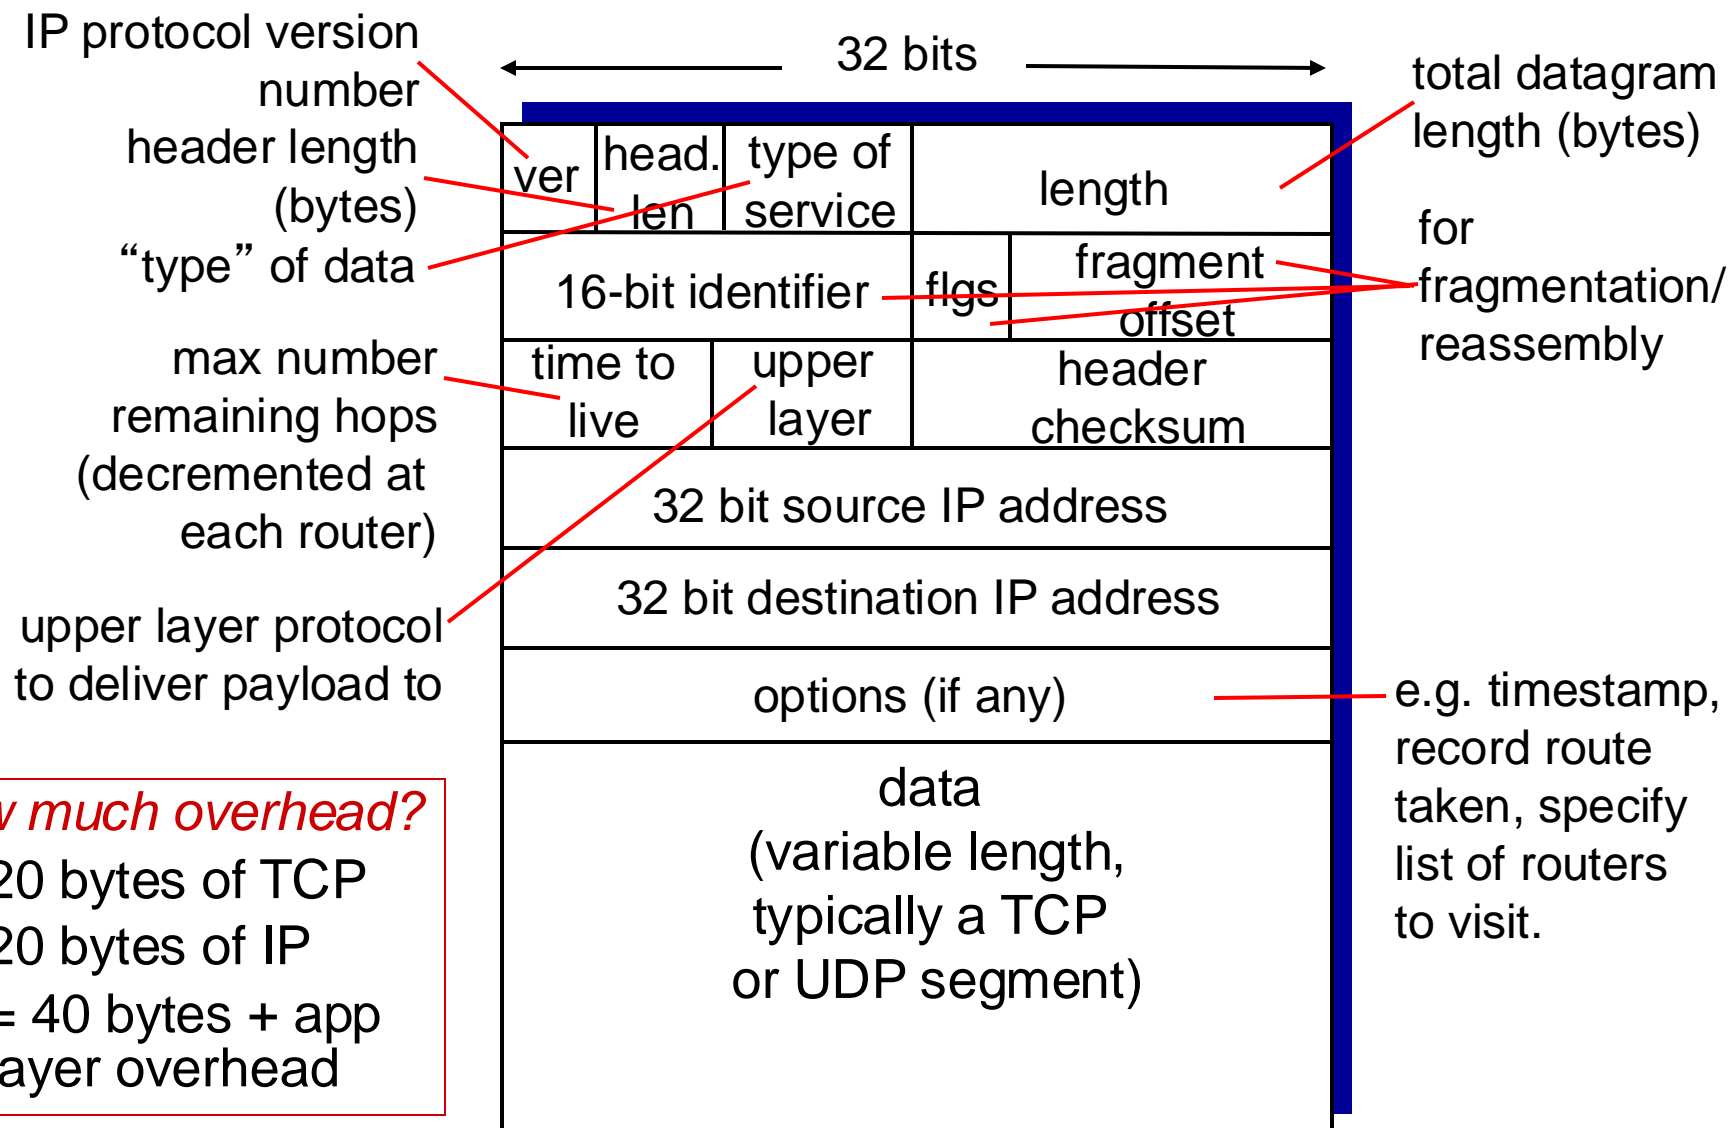 IP protocol version
number
header length
(bytes)
“type” of data
max number
remaining hops
(decremented at
each router)
upper layer protocol
to deliver payload to
much overhead?
20 bytes of TCP
20 bytes of IP
= 40 bytes + app
ayer overhead
32 bits
ver
head.
len
type of
service
length
16-bit identifier
flgs
fragment
offset
time to
live
upper
layer
header
checksum
32 bit source IP address
32 bit destination IP address
options (if any)
data
(variable length,
typically a TCP
or UDP segment)
total datagram
length (bytes)
for
fragmentation/
reassembly
e.g. timestamp,
record route
taken, specify
list of routers
to visit.